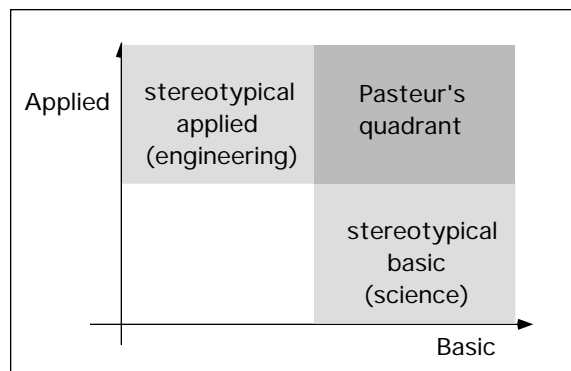 Applied
stereotypical
applied
(engineering)
Pasteur's
quadrant
stereotypical
basic
(science)
Basic